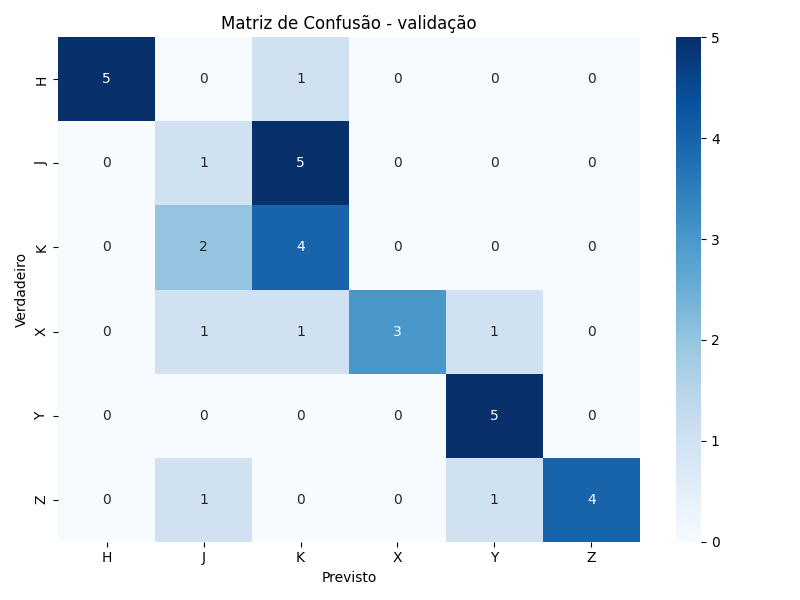 Matriz de Confusão - validação
H 5 0 1 0 0 0
J 0 1 5 0 0 0
K 0 2 4 0 0 0
X 0 1 1 3 1 0
Y 0 0 0 0 5 0
Z 0 1 0 0 1 4
H J K X Y Z
Previsto
Verdadeiro
5
4
3
2
1
0